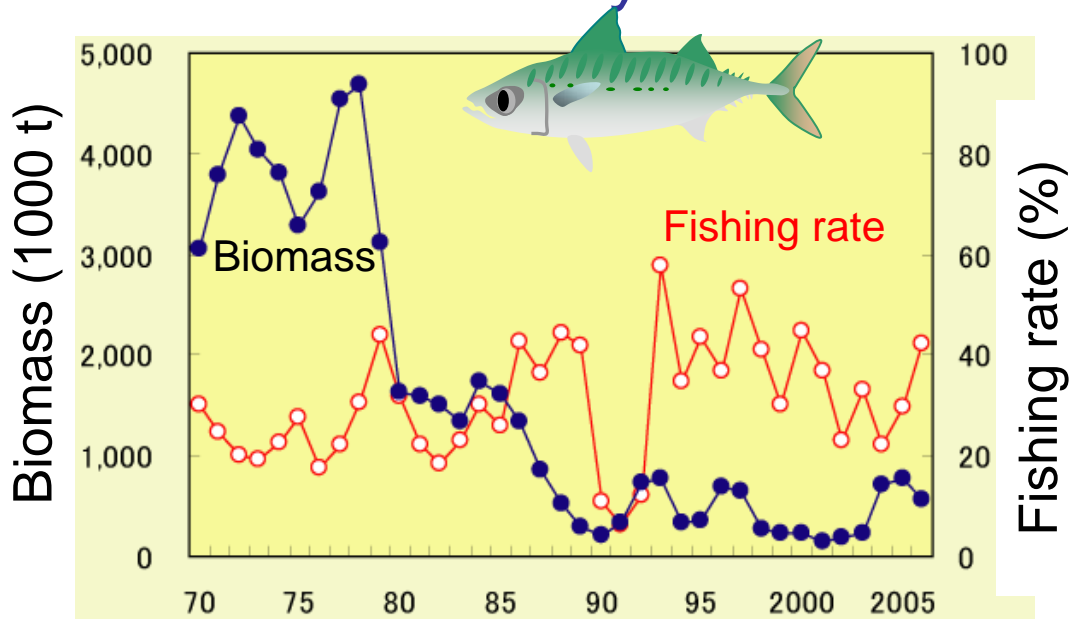 Biomass (1000 t)
5,000
4,000
3,000
2,000
1,000
0
Biomass
Fishing rate
100
80
60
40
20
0
Fishing rate (%)
70 75 80 85 90 95 2000 2005